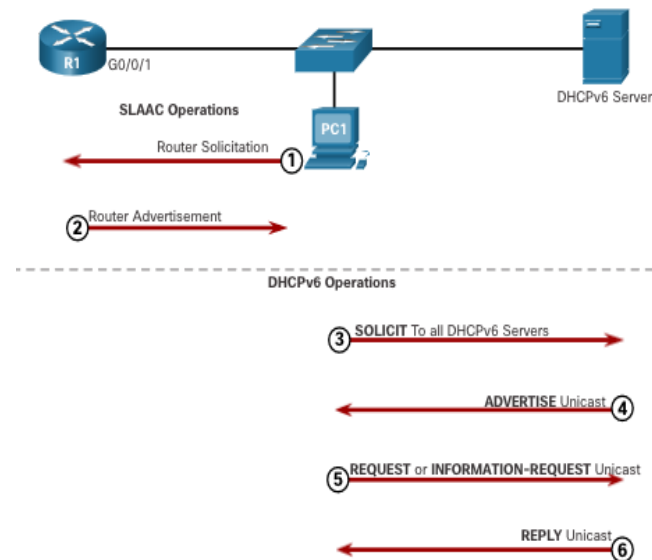 R1
G0/0/1
DHCPv6 Server
SLAAC Operations
PC1
Router Solicitation
1
2
Router Advertisement
DHCPv6 Operations
3
SOLICIT To all DHCPv6 Servers
ADVERTISE Unicast
4
5
REQUEST or INFORMATION-REQUEST Unicast
REPLY Unicast
6